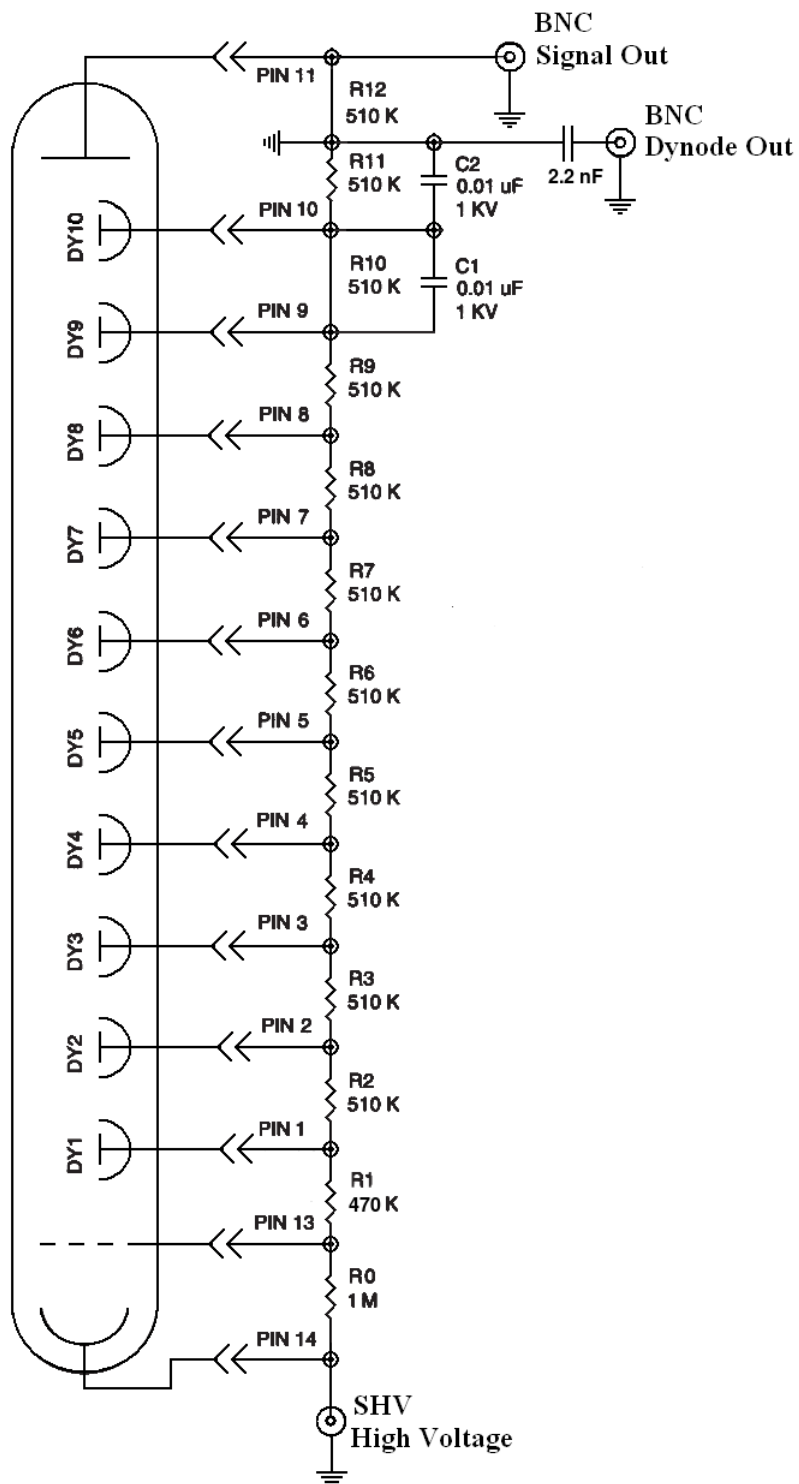 BNC
Signal Out
PIN 11
R12
510 K
BNC
Dynode Out
R11
510 K
C2
0.01 uF
1 KV
2.2 nF
DY10
PIN 10
R10
510 K
C1
0.01 uF
1 KV
DY9
PIN 9
R9
510 K
DY8
PIN 8
R8
510 K
DY7
PIN 7
R7
510 K
DY6
PIN 6
R6
510 K
DY5
PIN 5
R5
510 K
DY4
PIN 4
R4
510 K
DY3
PIN 3
R3
510 K
DY2
PIN 2
R2
510 K
DY1
PIN 1
R1
470 K
PIN 13
R0
1 M
PIN 14
SHV
High Voltage